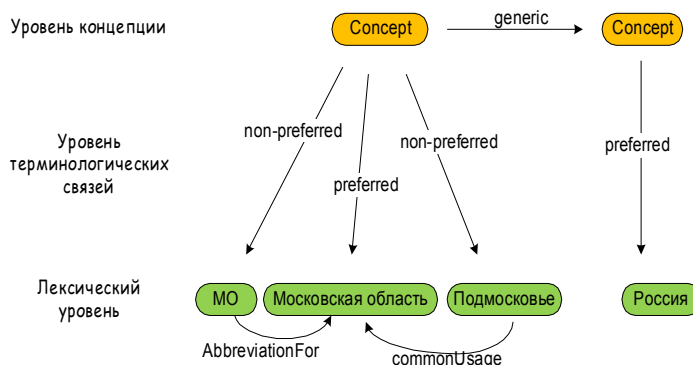 Уровень концепции
Concept
generic
Concept
Уровень
терминологических
связей
non-preferred
preferred
non-preferred
preferred
Лексический
уровень
МО
Московская область
Подмосковье
Россия
AbbreviationFor
commonUsage